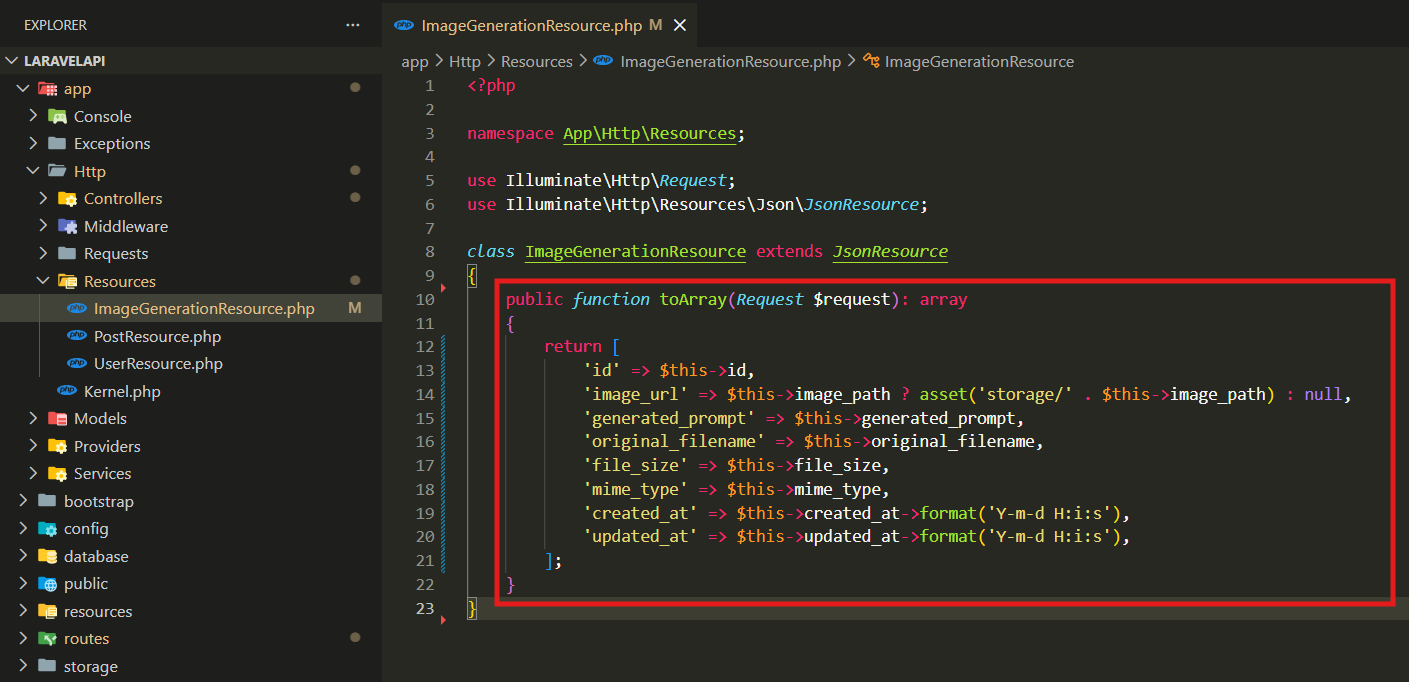 EXPLORER
...
LARAVELAPI
app
Console
Exceptions
Http
Controllers
Middleware
Requests
Resources
ImageGenerationResource.php M
PostResource.php
UserResource.php
Kernel.php
Models
Providers
Services
bootstrap
config
database
public
resources
routes
storage
php ImageGenerationResource.php M
app > Http > Resources > php ImageGenerationResource.php > ImageGenerationResource
1 <?php
2
3 namespace App\Http\Resources;
4
5 use Illuminate\Http\Request;
6 use Illuminate\Http\Resources\Json\JsonResource;
7
8 class ImageGenerationResource extends JsonResource
9 {
10 public function toArray(Request $request): array
11 {
12 return [
13 'id' => $this->id,
14 'image_url' => $this->image_path ? asset('storage/' . $this->image_path) : null,
15 'generated_prompt' => $this->generated_prompt,
16 'original_filename' => $this->original_filename,
17 'file_size' => $this->file_size,
18 'mime_type' => $this->mime_type,
19 'created_at' => $this->created_at->format('Y-m-d H:i:s'),
20 'updated_at' => $this->updated_at->format('Y-m-d H:i:s'),
21 ];
22 }
23 }